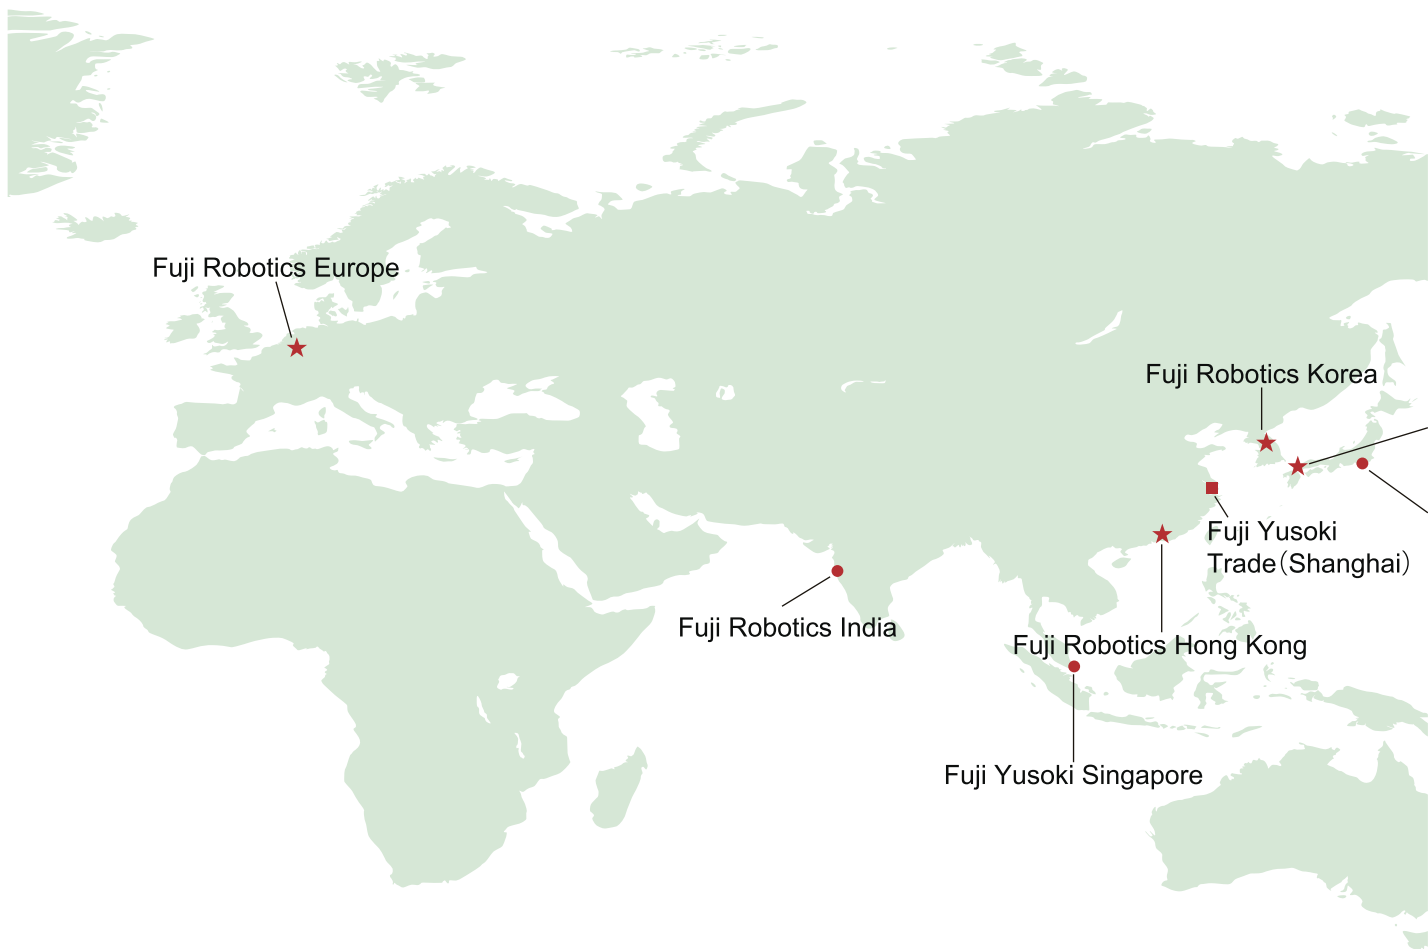 Fuji Robotics Europe
Fuji Robotics Korea
Fuji Yusoki
Trade（Shanghai）
Fuji Robotics India
Fuji Robotics Hong Kong
Fuji Yusoki Singapore